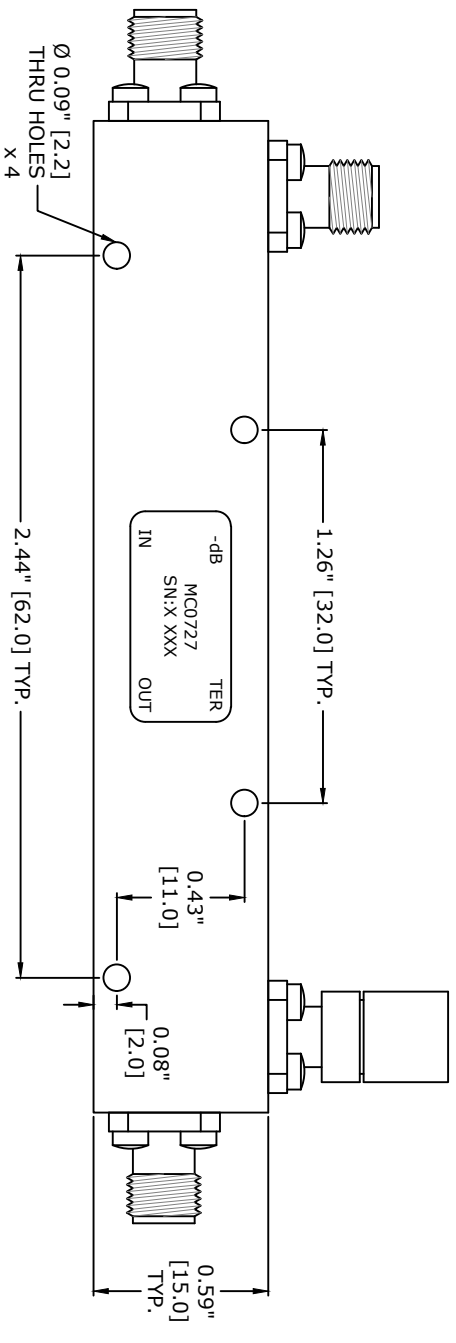 Ø 0.09" [2.2]
THRU HOLES
x 4
2.44" [62.0] TYP.
1.26" [32.0] TYP.
-dB
TER
MC0727
SN:X XXX
IN
OUT
0.43"
[11.0]
0.08"
[2.0]
0.59"
[15.0]
TYP.